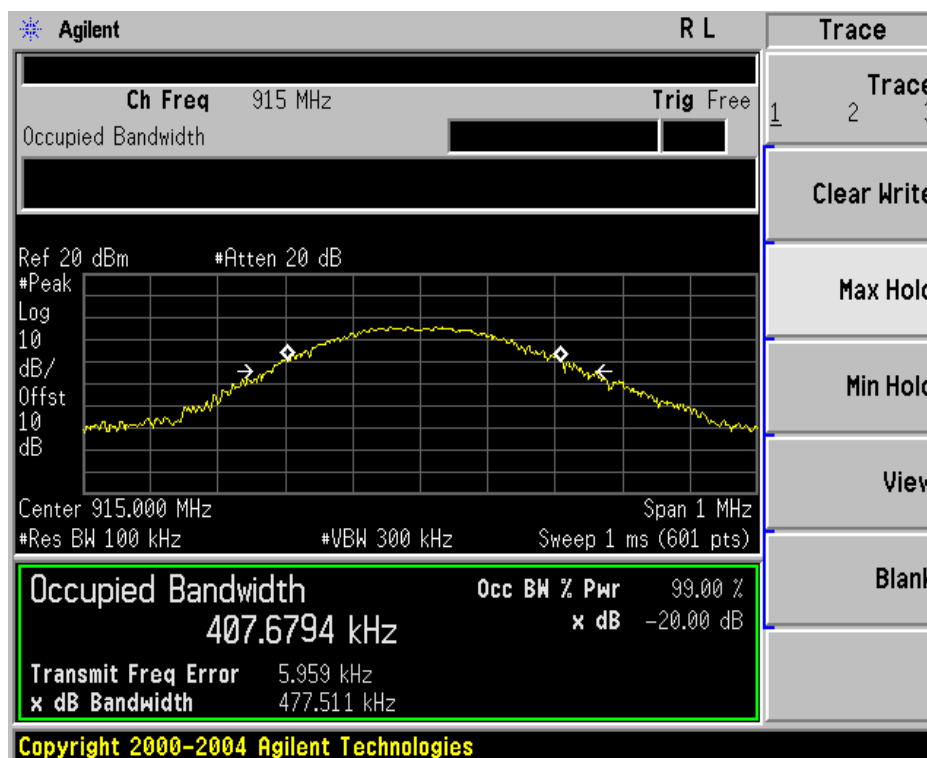 Agilent R L Trace
Ch Freq 915 MHz Trig Free
Trace
1 2 3
Occupied Bandwidth
Clear Write
Ref 20 dBm #Atten 20 dB
#Peak
Log
10
dB/
Offst
10
dB
Max Hold
Min Hold
View
Center 915.000 MHz Span 1 MHz
#Res BW 100 kHz #VBW 300 kHz Sweep 1 ms (601 pts)
Blank
Occupied Bandwidth Occ BW % Pwr 99.00 %
407.6794 kHz x dB -20.00 dB
Transmit Freq Error 5.959 kHz
x dB Bandwidth 477.511 kHz
Copyright 2000-2004 Agilent Technologies